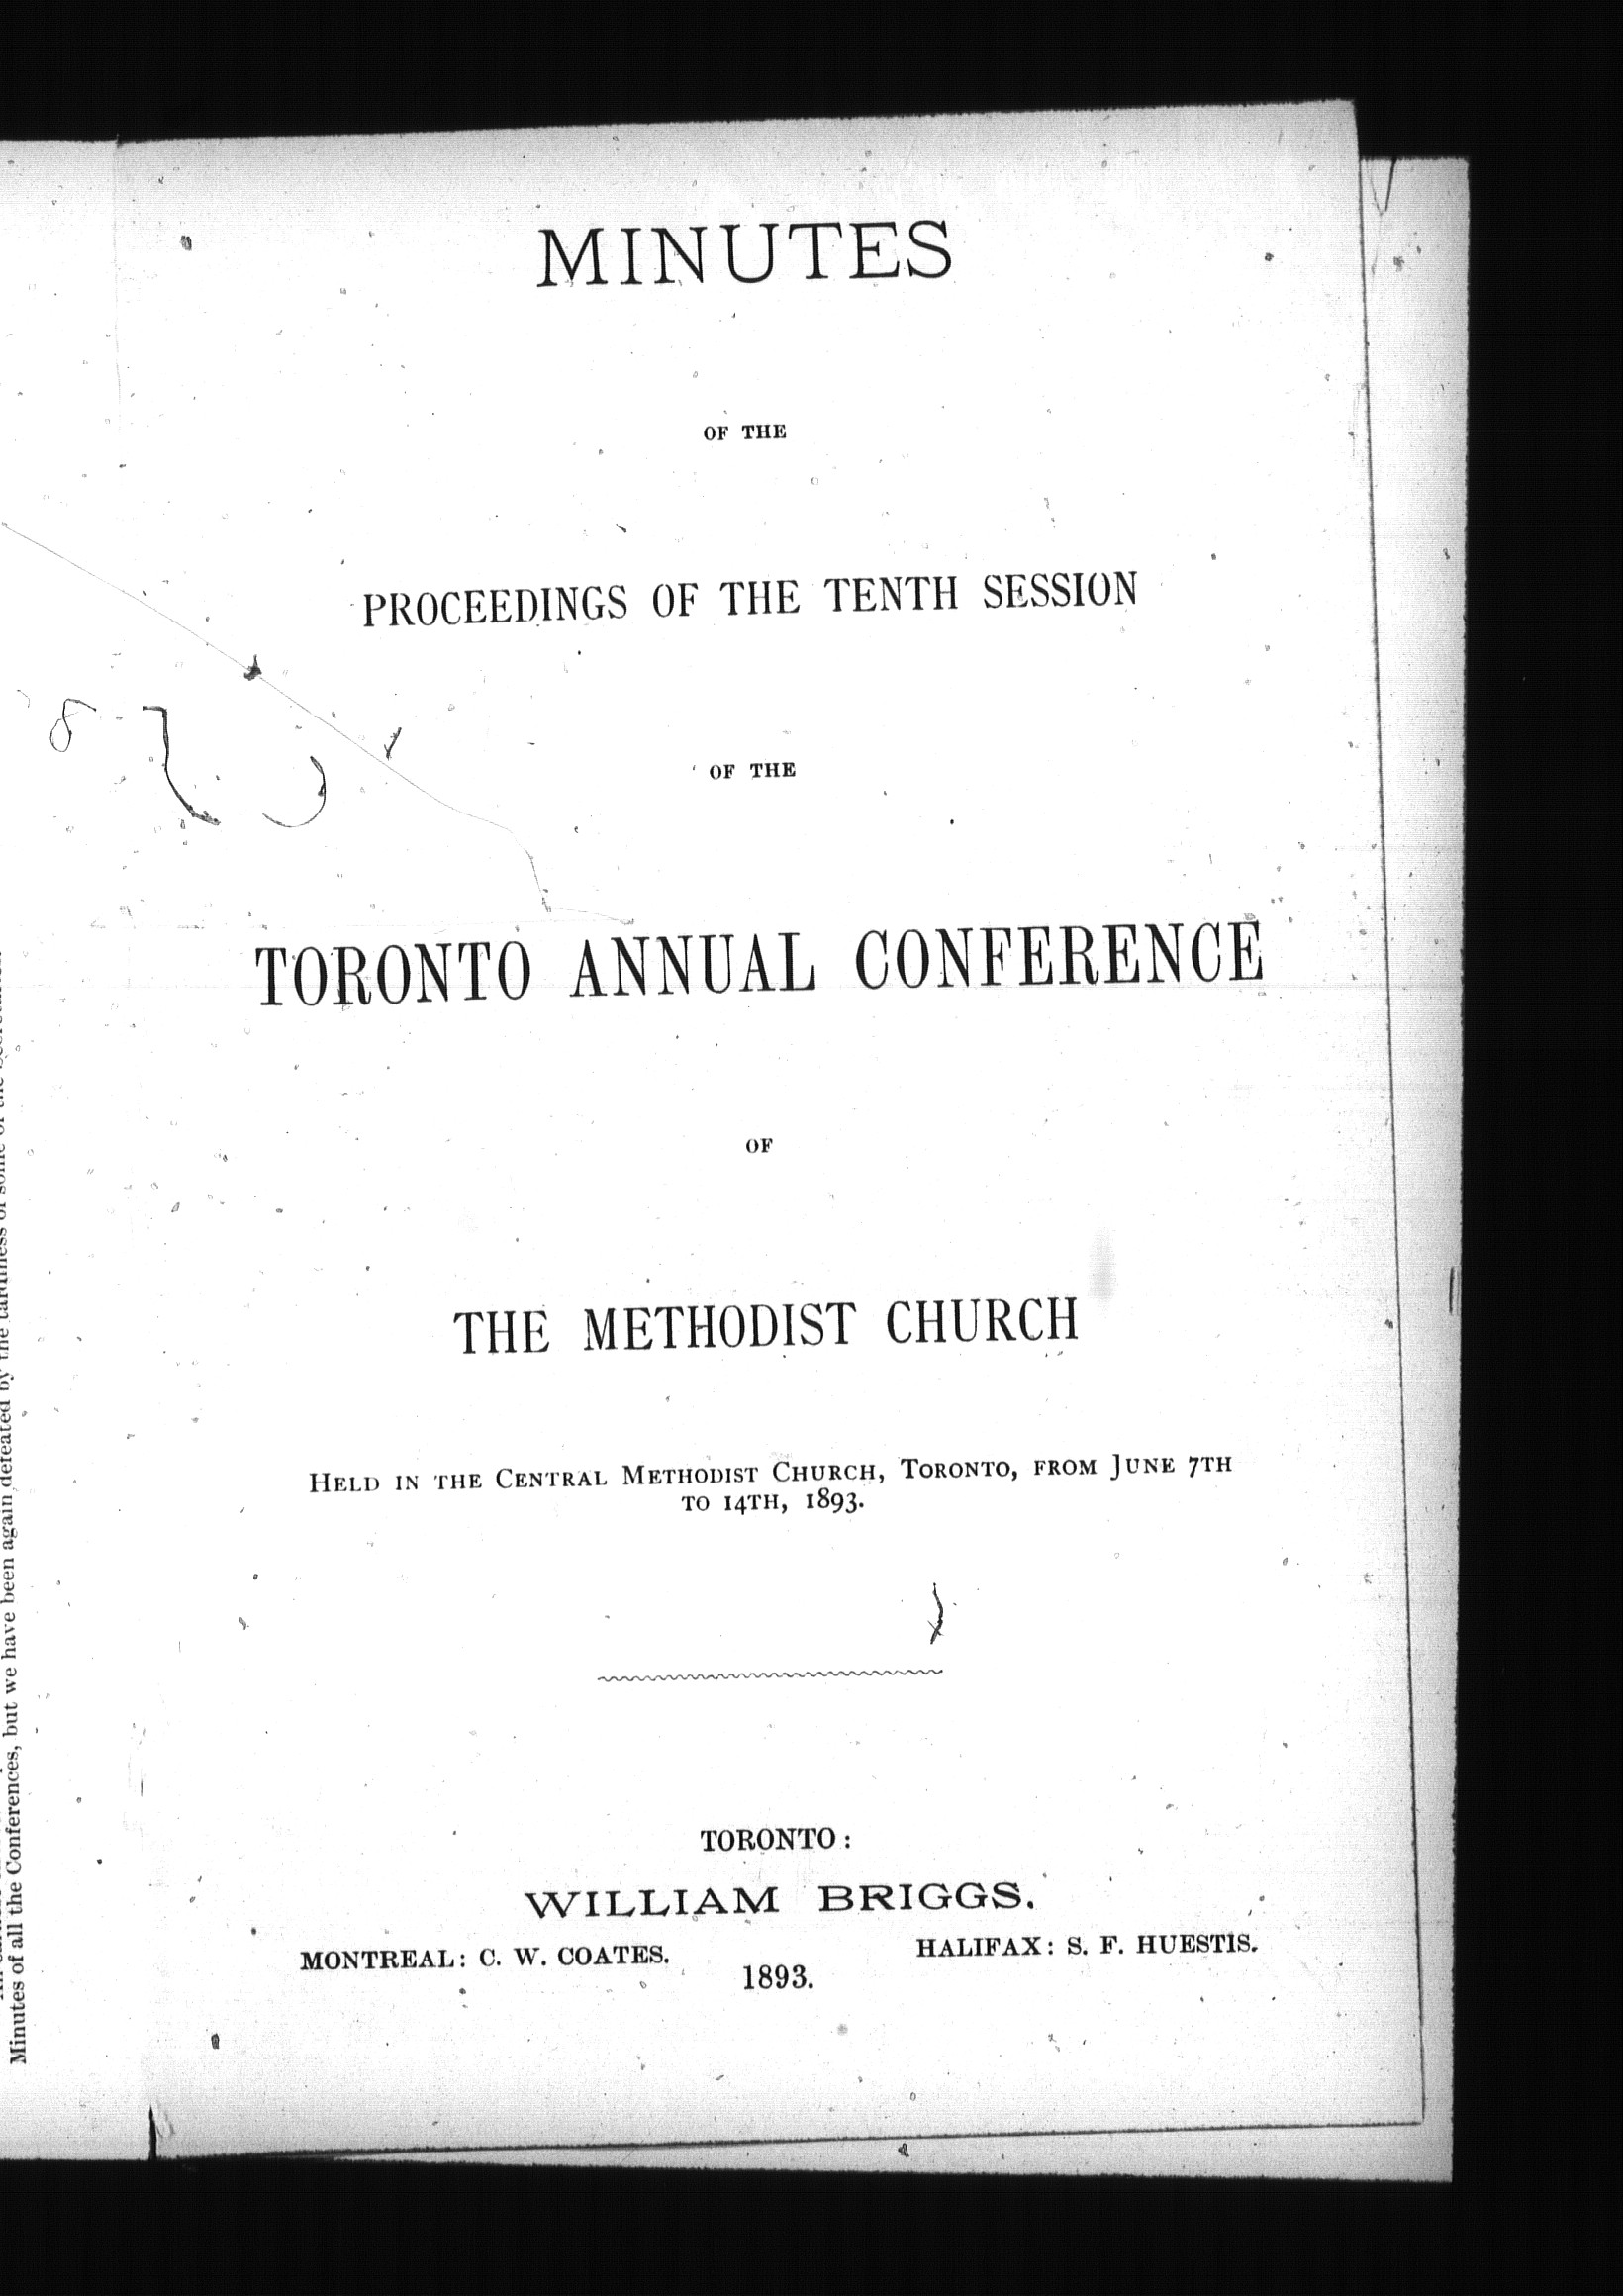 MINUTES
OF THE
PROCEEDINGS OF THE TENTH SESSION
OF THE
TORONTO ANNUAL CONFERENCE
OF
THE METHODIST CHURCH
HELD IN THE CENTRAL METHODIST CHURCH, TORONTO, FROM JUNE 7TH
TO 14TH, 1893.
TORONTO:
WILLIAM BRIGGS.
MONTREAL: C. W. COATES. HALIFAX: S. F. HUESTIS.
1893.
by the tardiness of some of the
Minutes of all the Conferences, but we have been again defeated